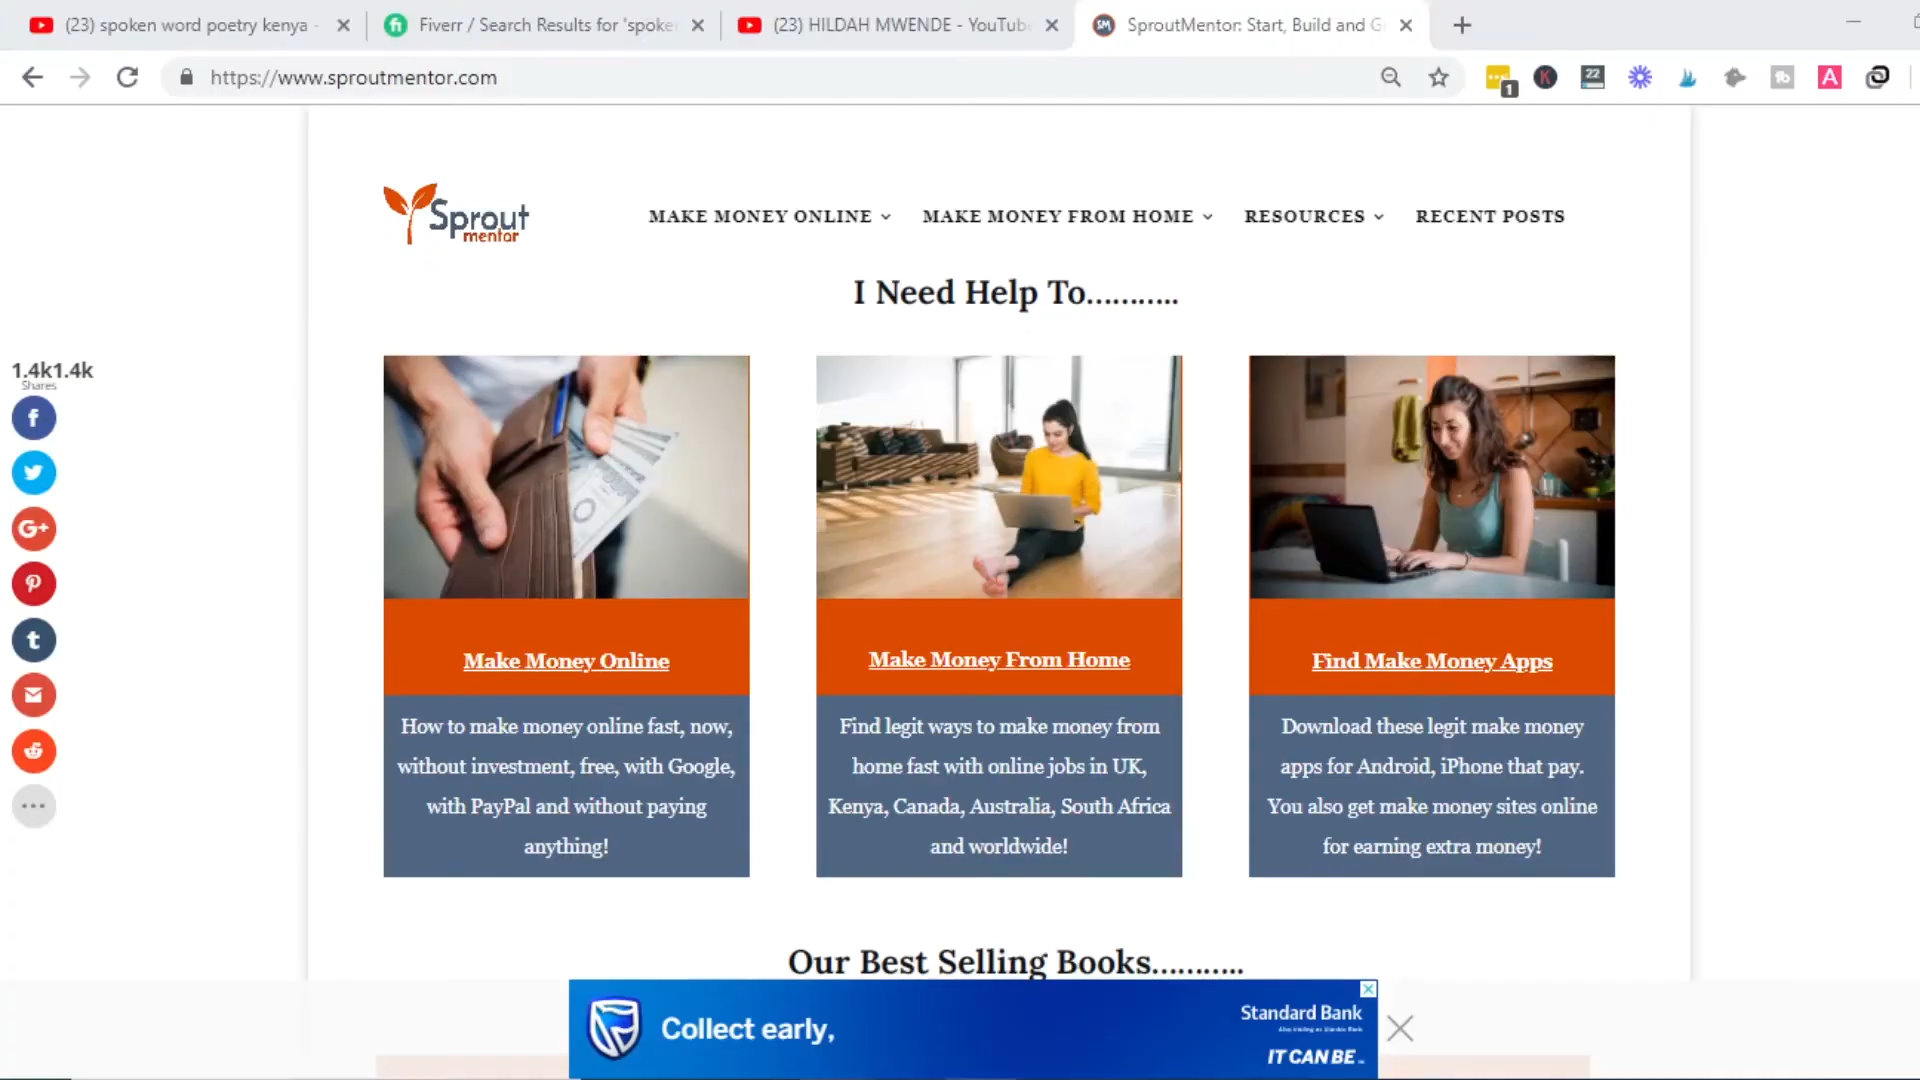 (23) spoken word poetry kenya -
Fiverr / Search Results for 'spoke
(23) HILDAH MWENDE - YouTub
SM
SproutMentor: Start, Build and G
https://www.sproutmentor.com
1
K
22
A
Sprout
mentor
MAKE MONEY ONLINE
MAKE MONEY FROM HOME
RESOURCES
RECENT POSTS
I Need Help To...........
1.4k1.4k
Shares
Make Money Online
How to make money online fast, now,
without investment, free, with Google,
with PayPal and without paying
anything!
Make Money From Home
Find legit ways to make money from
home fast with online jobs in UK,
Kenya, Canada, Australia, South Africa
and worldwide!
Find Make Money Apps
Download these legit make money
apps for Android, iPhone that pay.
You also get make money sites online
for earning extra money!
Our Best Selling Books...........
Collect early,
Standard Bank
IT CAN BE